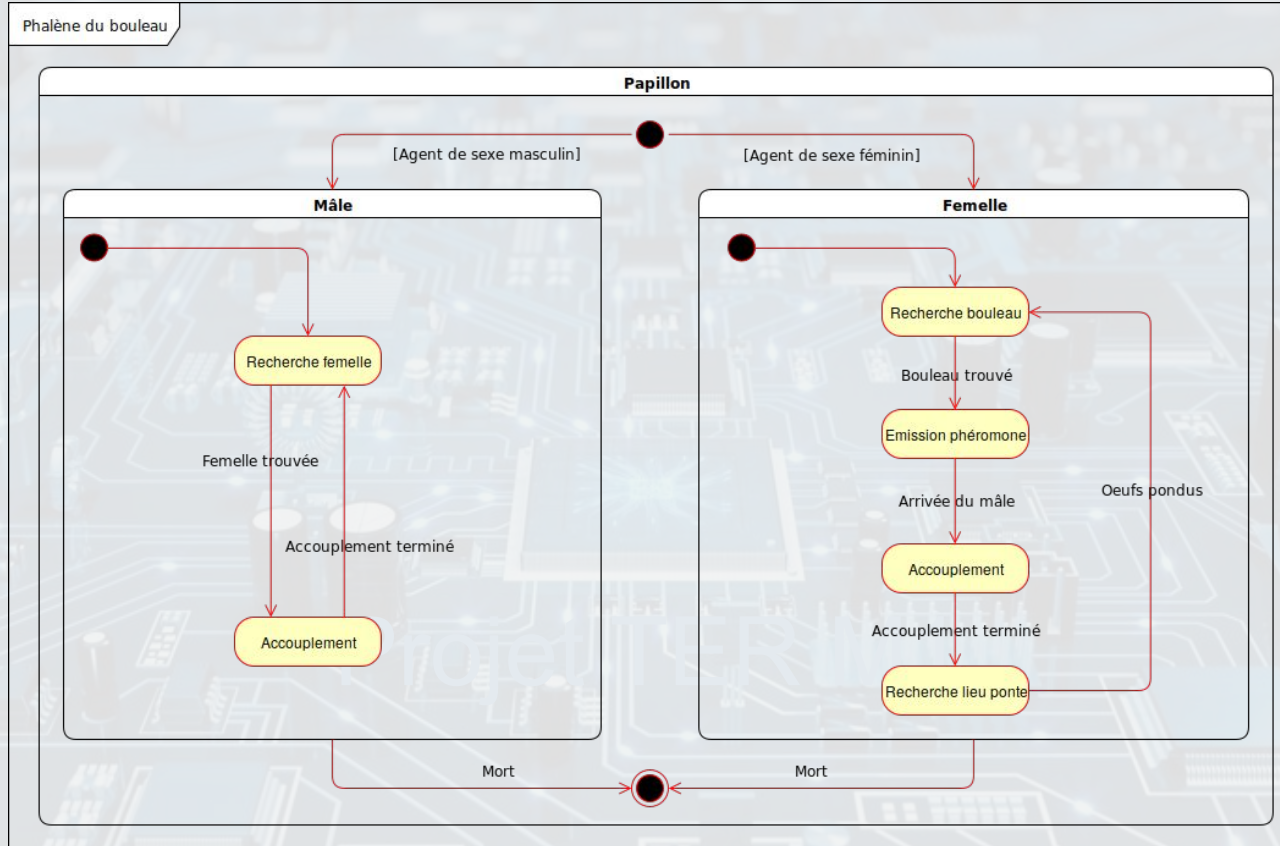 Phalène du bouleau
Papillon
[Agent de sexe masculin]
[Agent de sexe féminin]
Mâle
Recherche femelle
Femelle trouvée
Accouplement terminé
Accouplement
Femelle
Recherche bouleau
Bouleau trouvé
Emission phéromone
Arrivée du mâle
Oeufs pondus
Accouplement
Accouplement terminé
Recherche lieu ponte
Mort
Mort